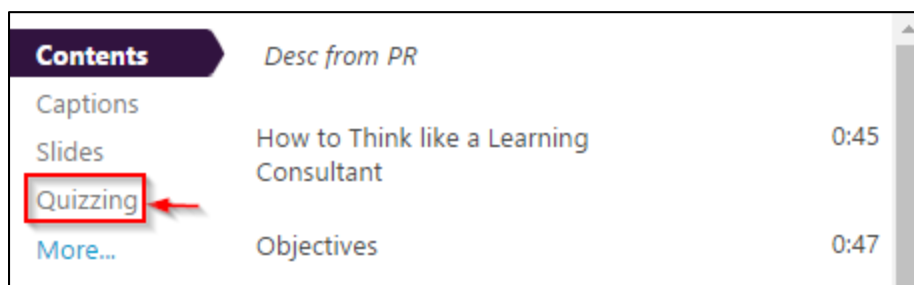 Contents
Captions
Slides
Quizzing
More...
Desc from PR
How to Think like a Learning
Consultant
0:45
Objectives
0:47